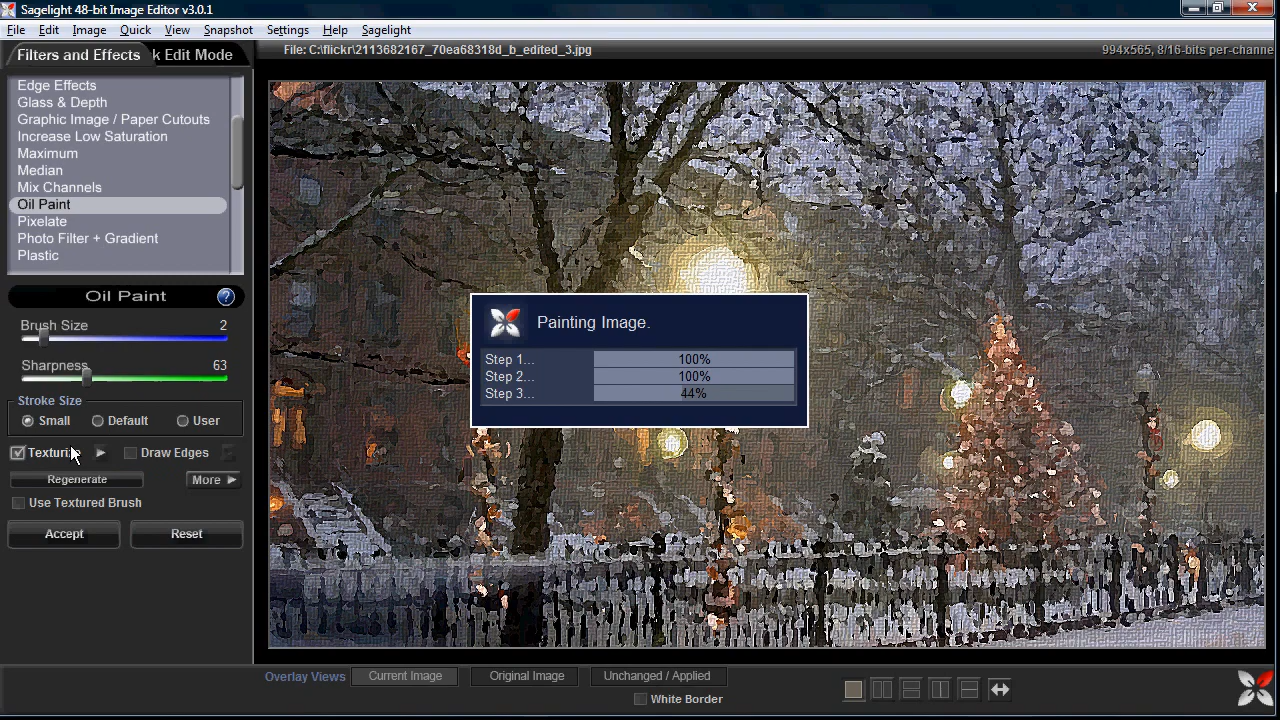 Sagelight 48-bit Image Editor v3.0.1
File Edit Image Quick View Snapshot Settings Help Sagelight
Filters and Effects k Edit Mode
File: C:\flickr\2113682167_70ea68318d_b_edited_3.jpg
994x565, 8/16-bits per-channe
Edge Effects
Glass & Depth
Graphic Image / Paper Cutouts
Increase Low Saturation
Maximum
Median
Mix Channels
Oil Paint
Pixelate
Photo Filter + Gradient
Plastic
Oil Paint ?
Brush Size 2
Sharpness 63
Stroke Size
Small Default User
Texturize Draw Edges
Regenerate More
Use Textured Brush
Accept Reset
Painting Image.
Step 1... 100%
Step 2... 100%
Step 3... 44%
Overlay Views Current Image Original Image Unchanged / Applied
White Border